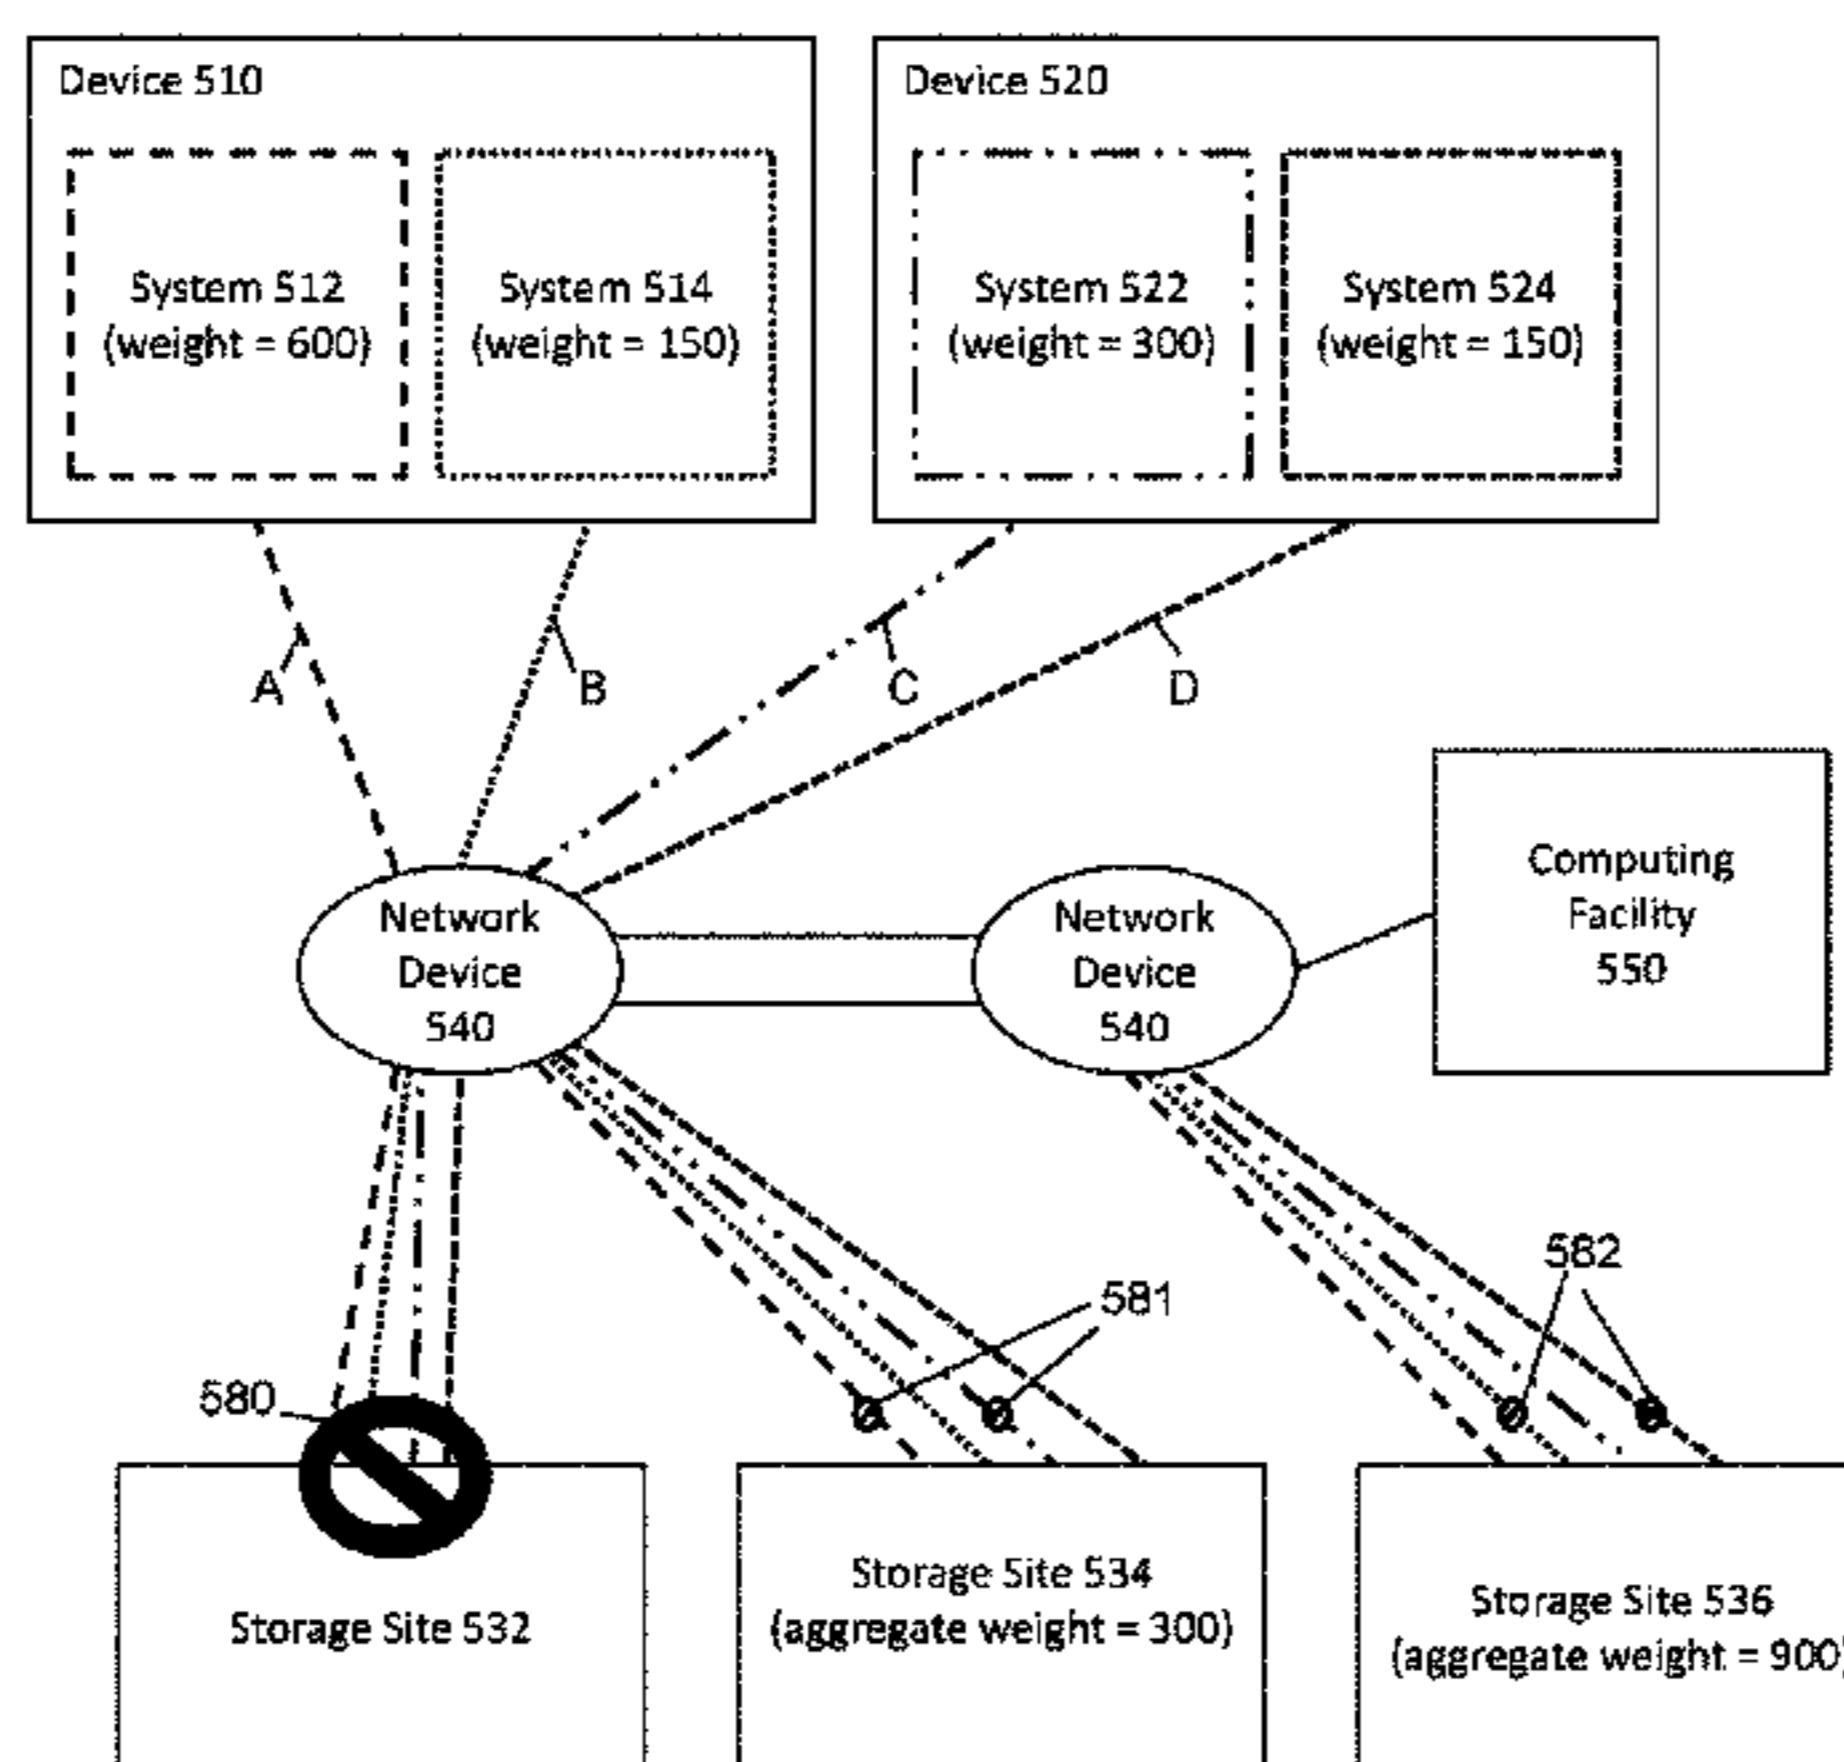 Device 510
Device 520
System 512
(weight = 600)
System 514
(weight = 150)
System 522
(weight = 300)
System 524
(weight = 150)
A
B
C
D
Network
Device
540
Network
Device
540
Computing
Facility
550
580
581
582
Storage Site 532
Storage Site 534
(aggregate weight = 300)
Storage Site 536
(aggregate weight = 900)